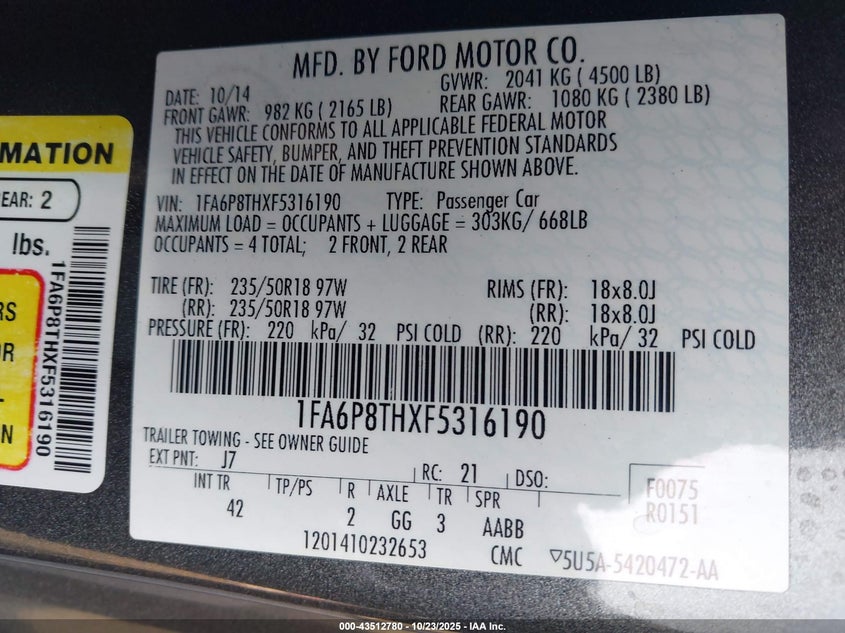 MFD. BY FORD MOTOR CO.
DATE: 10/14 GVWR: 2041 KG ( 4500 LB)
FRONT GAWR: 982 KG ( 2165 LB) REAR GAWR: 1080 KG ( 2380 LB)
THIS VEHICLE CONFORMS TO ALL APPLICABLE FEDERAL MOTOR
VEHICLE SAFETY, BUMPER, AND THEFT PREVENTION STANDARDS
IN EFFECT ON THE DATE OF MANUFACTURE SHOWN ABOVE.
VIN: 1FA6P8THXF5316190 TYPE: Passenger Car
MAXIMUM LOAD = OCCUPANTS + LUGGAGE = 303KG/ 668LB
OCCUPANTS = 4 TOTAL; 2 FRONT, 2 REAR
TIRE (FR): 235/50R18 97W RIMS (FR): 18x8.0J
(RR): 235/50R18 97W (RR): 18x8.0J
PRESSURE (FR): 220 kPa/ 32 PSI COLD (RR): 220 kPa/ 32 PSI COLD
1FA6P8THXF5316190
TRAILER TOWING - SEE OWNER GUIDE
EXT PNT: J7 RC: 21 DSO:
INT TR TP/PS R AXLE TR SPR
42 2 GG 3 AABB
1201410232653 CMC ▽5U5A-5420472-AA
F0075
R0151
MATION
EAR: 2
lbs.
1FA6P8THXF5316190
RS
OR
N
000-43512780 - 10/23/2025 - IAA Inc.